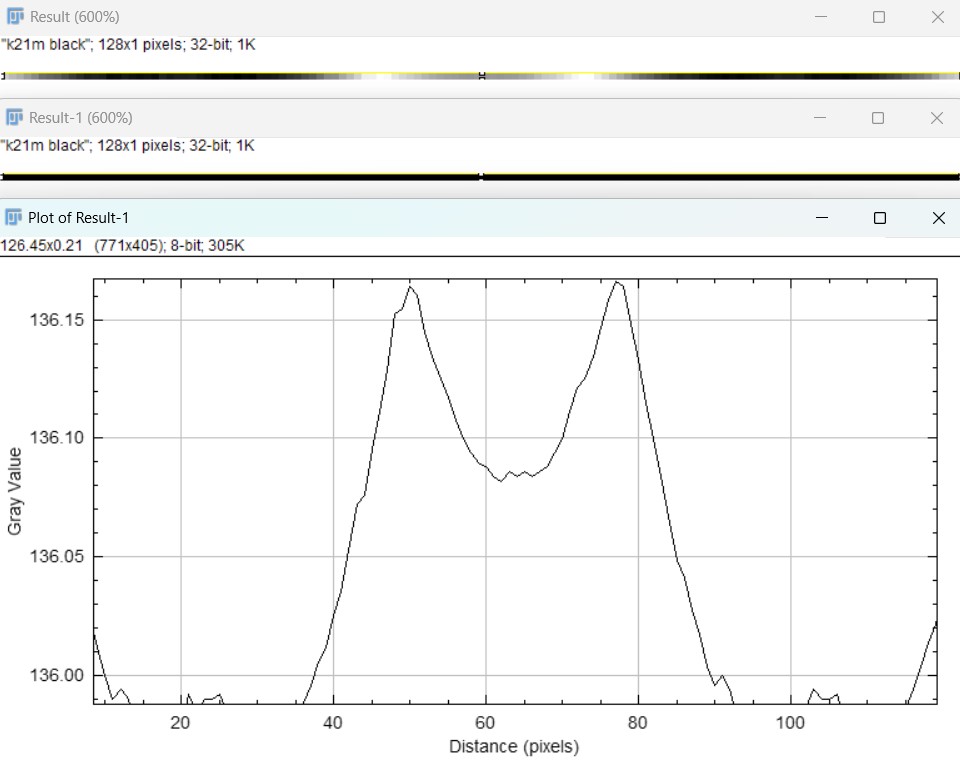 Result (600%)
"k21m black"; 128x1 pixels; 32-bit; 1K
Result-1 (600%)
"k21m black"; 128x1 pixels; 32-bit; 1K
Plot of Result-1
126.45x0.21 (771x405); 8-bit; 305K
136.15
136.10
136.05
136.00
Gray Value
20 40 60 80 100
Distance (pixels)